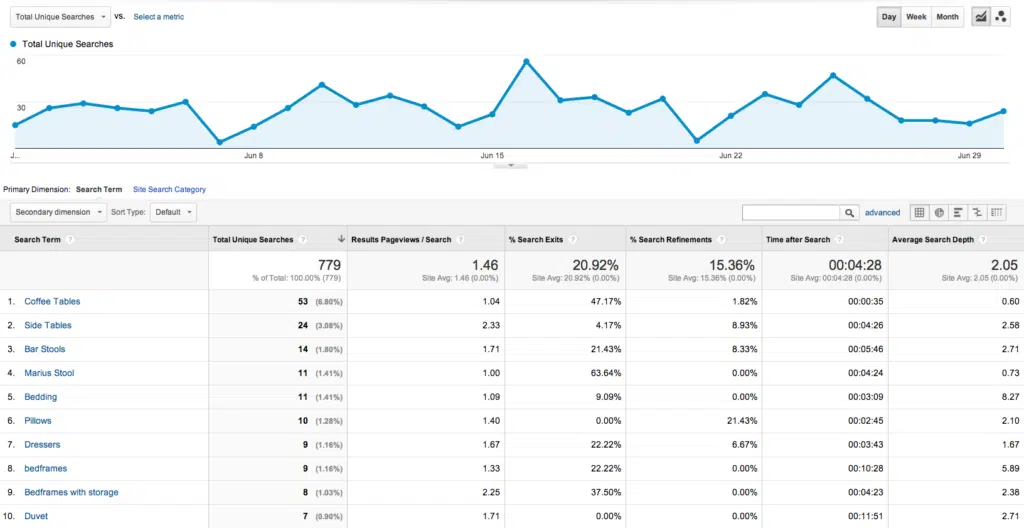 Total Unique Searches vs. Select a metric Day Week Month
Total Unique Searches
60
30
J... Jun 8 Jun 15 Jun 22 Jun 29
Primary Dimension: Search Term Site Search Category
Secondary dimension Sort Type: Default advanced
Search Term ? Total Unique Searches ? Results Pageviews / Search ? % Search Exits ? % Search Refinements ? Time after Search ? Average Search Depth ?
779 1.46 20.92% 15.36% 00:04:28 2.05
% of Total: 100.00% (779) Site Avg: 1.46 (0.00%) Site Avg: 20.92% (0.00%) Site Avg: 15.36% (0.00%) Site Avg: 00:04:28 (0.00%) Site Avg: 2.05 (0.00%)
1. Coffee Tables 53 (6.80%) 1.04 47.17% 1.82% 00:00:35 0.60
2. Side Tables 24 (3.08%) 2.33 4.17% 8.93% 00:04:26 2.58
3. Bar Stools 14 (1.80%) 1.71 21.43% 8.33% 00:05:46 2.71
4. Marius Stool 11 (1.41%) 1.00 63.64% 0.00% 00:04:24 0.73
5. Bedding 11 (1.41%) 1.09 9.09% 0.00% 00:03:09 8.27
6. Pillows 10 (1.28%) 1.40 0.00% 21.43% 00:02:45 2.10
7. Dressers 9 (1.16%) 1.67 22.22% 6.67% 00:03:43 1.67
8. bedframes 9 (1.16%) 1.33 22.22% 0.00% 00:10:28 5.89
9. Bedframes with storage 8 (1.03%) 2.25 37.50% 0.00% 00:04:23 2.38
10. Duvet 7 (0.90%) 1.71 0.00% 0.00% 00:11:51 2.71